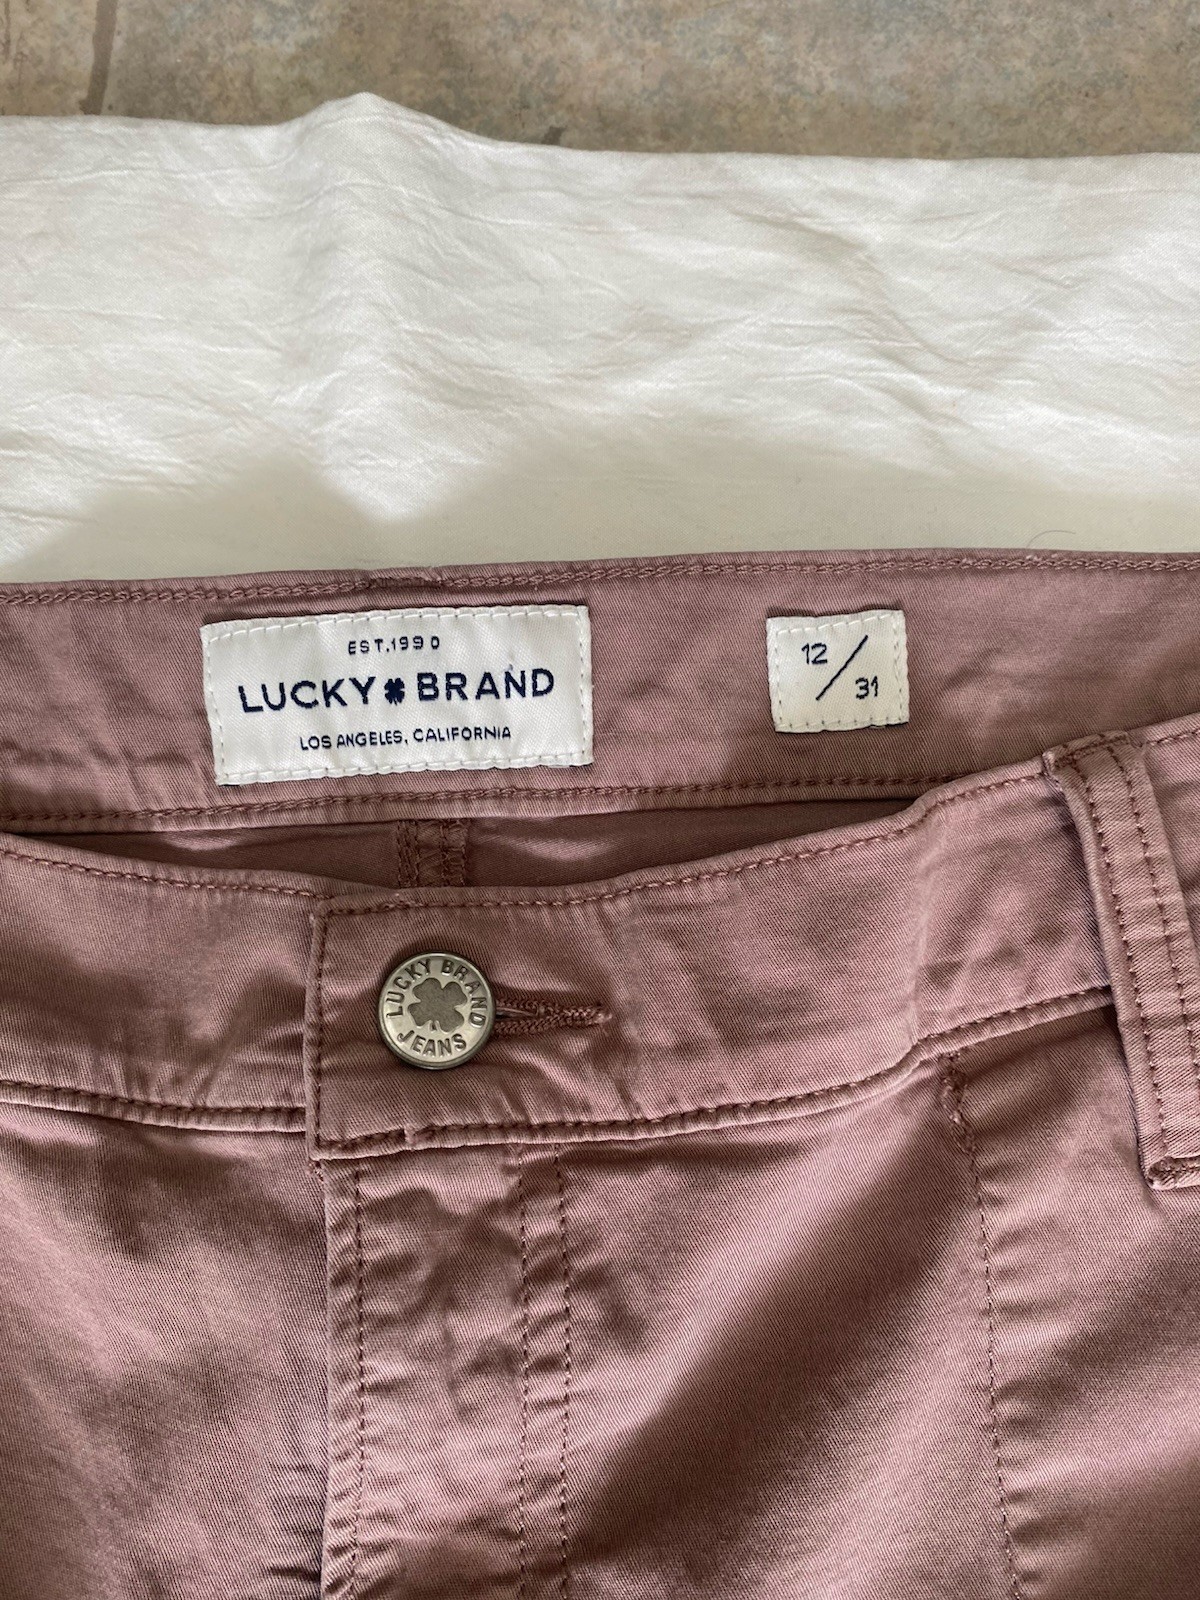 EST.1990
LUCKY BRAND
LOS ANGELES, CALIFORNIA
12/31
LUCKY BRAND
JEANS